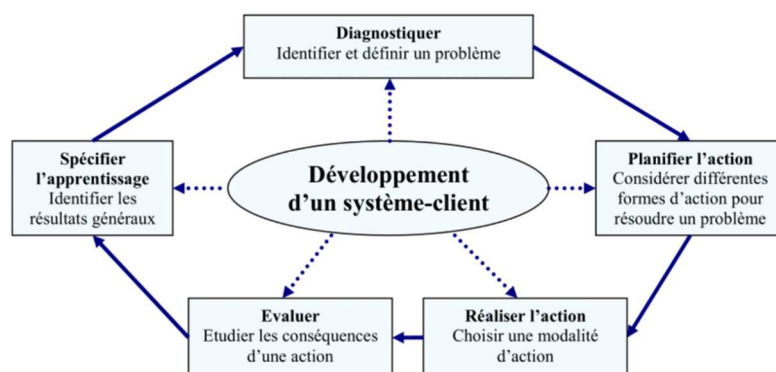 Diagnostiquer
Identifier et définir un problème
Spécifier
l'apprentissage
Identifier les
résultats généraux
Développement
d'un système-client
Planifier l'action
Considérer différentes
formes d'action pour
résoudre un problème
Evaluer
Etudier les conséquences
d'une action
Réaliser l'action
Choisir une modalité
d'action